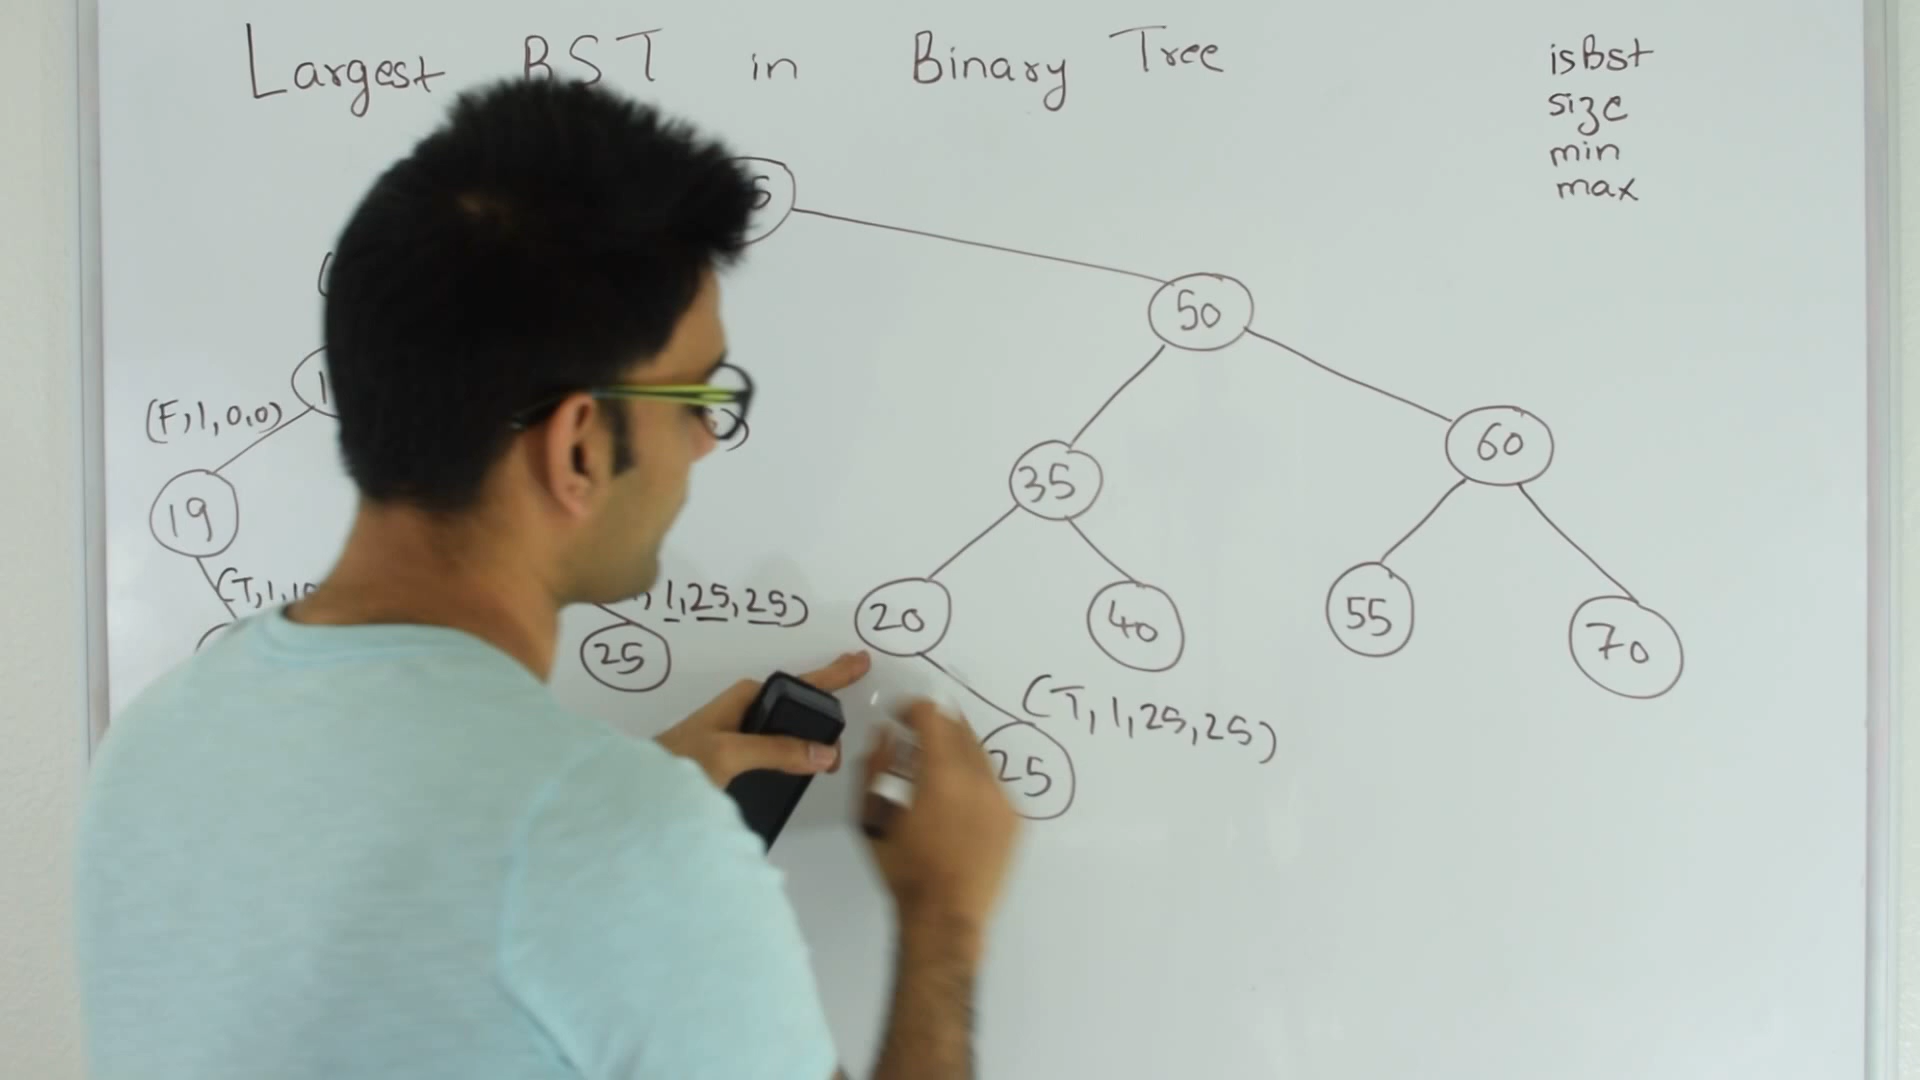 Largest BST in Binary Tree
isBst
size
min
max
50
(F,1,0,0)
60
35
19
(T,1,
1,25,25)
20
40
55
70
25
(T,1,25,25)
25